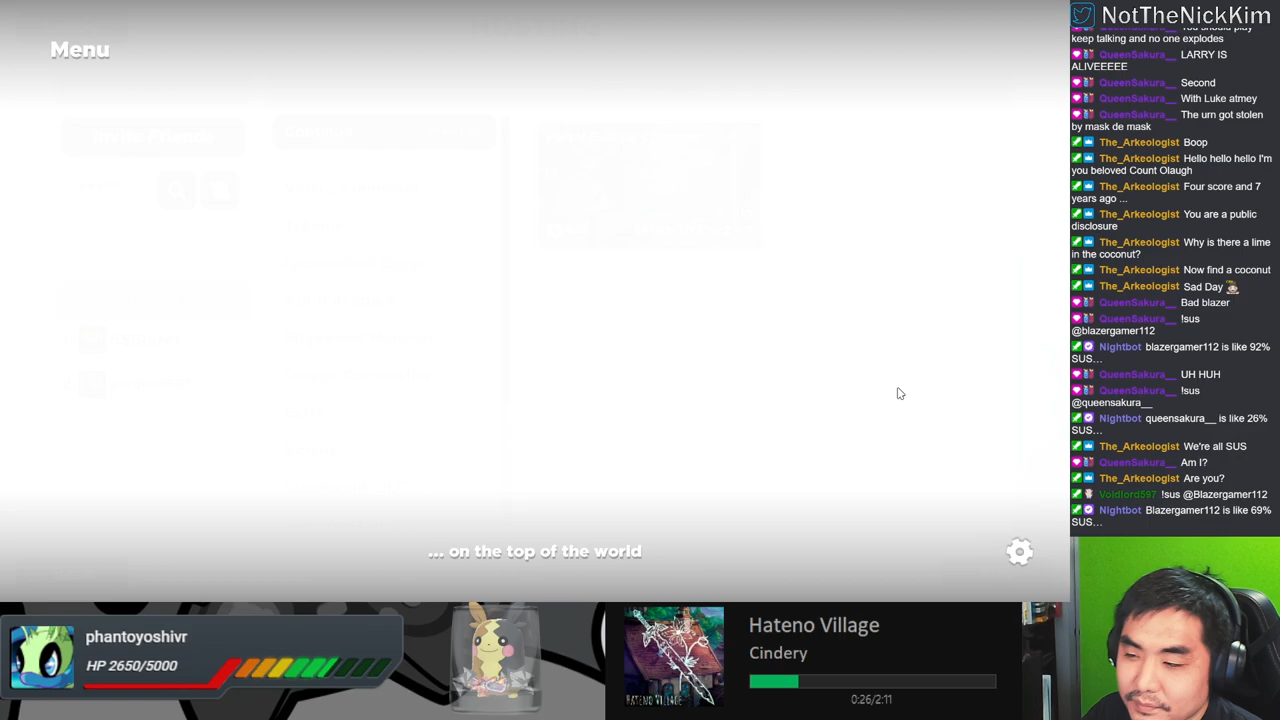 Menu
Invite Friends
... on the top of the world
NotTheNickKim
keep talking and no one explodes
QueenSakura__ LARRY IS
ALIVEEEEE
QueenSakura__ Second
QueenSakura__ With Luke atmey
QueenSakura__ The urn got stolen
by mask de mask
The_Arkeologist Boop
The_Arkeologist Hello hello hello I'm
you beloved Count Olaugh
The_Arkeologist Four score and 7
years ago ...
The_Arkeologist You are a public
disclosure
The_Arkeologist Why is there a lime
in the coconut?
The_Arkeologist Now find a coconut
The_Arkeologist Sad Day
QueenSakura__ Bad blazer
QueenSakura__ !sus
@blazergamer112
Nightbot blazergamer112 is like 92%
SUS...
QueenSakura__ UH HUH
QueenSakura__ !sus
@queensakura__
Nightbot queensakura__ is like 26%
SUS...
The_Arkeologist We're all SUS
QueenSakura__ Am I?
The_Arkeologist Are you?
Voldlord597 !sus @Blazergamer112
Nightbot Blazergamer112 is like 69%
SUS...
phantoyoshivr
HP 2650/5000
HATENO VILLAGE
Hateno Village
Cindery
0:26/2:11